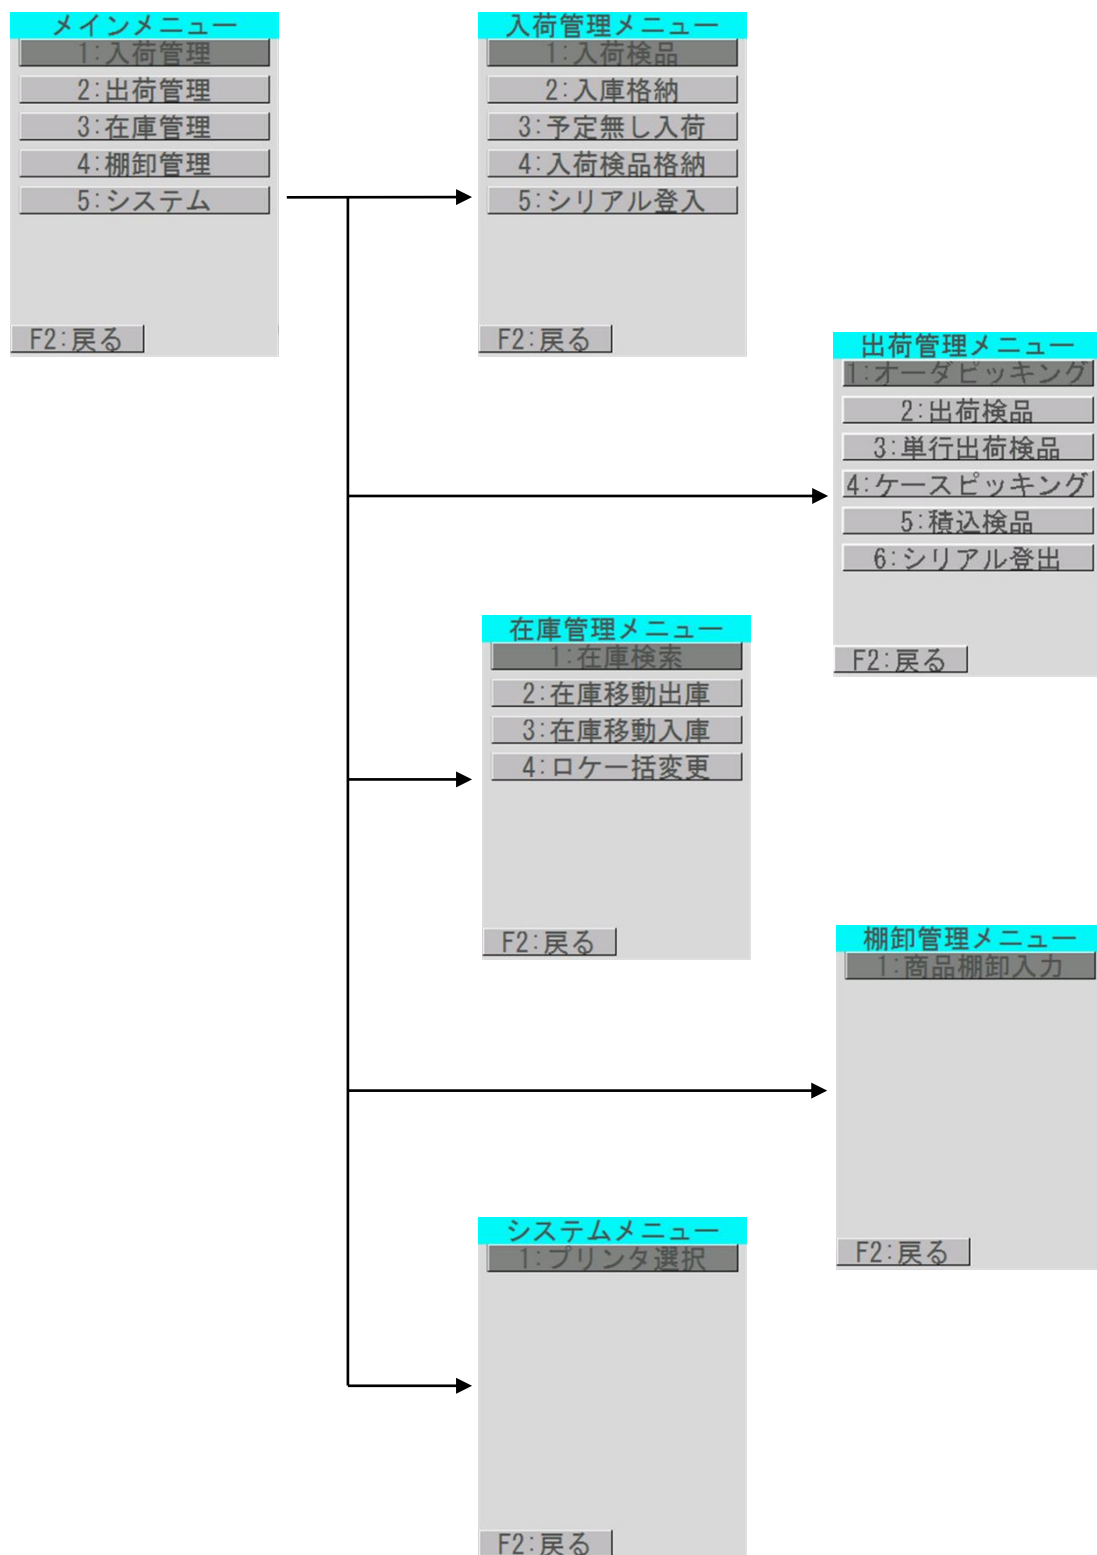 メインメニュー
1:入荷管理
2:出荷管理
3:在庫管理
4:棚卸管理
5:システム
F2:戻る
入荷管理メニュー
1:入荷検品
2:入庫格納
3:予定無し入荷
4:入荷検品格納
5:シリアル登入
F2:戻る
出荷管理メニュー
1:オーダピッキング
2:出荷検品
3:単行出荷検品
4:ケースピッキング
5:積込検品
6:シリアル登出
F2:戻る
在庫管理メニュー
1:在庫検索
2:在庫移動出庫
3:在庫移動入庫
4:ロケ一括変更
F2:戻る
棚卸管理メニュー
1:商品棚卸入力
F2:戻る
システムメニュー
1:プリンタ選択
F2:戻る